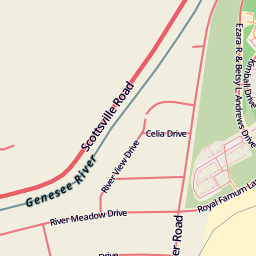 Ezara R & Betsy L
Andrews Drive
Kimball Drive
Scottsville Road
Celia Drive
River View Drive
Genesee River
River Meadow Drive
Royal Farnum La
er Road
Drive